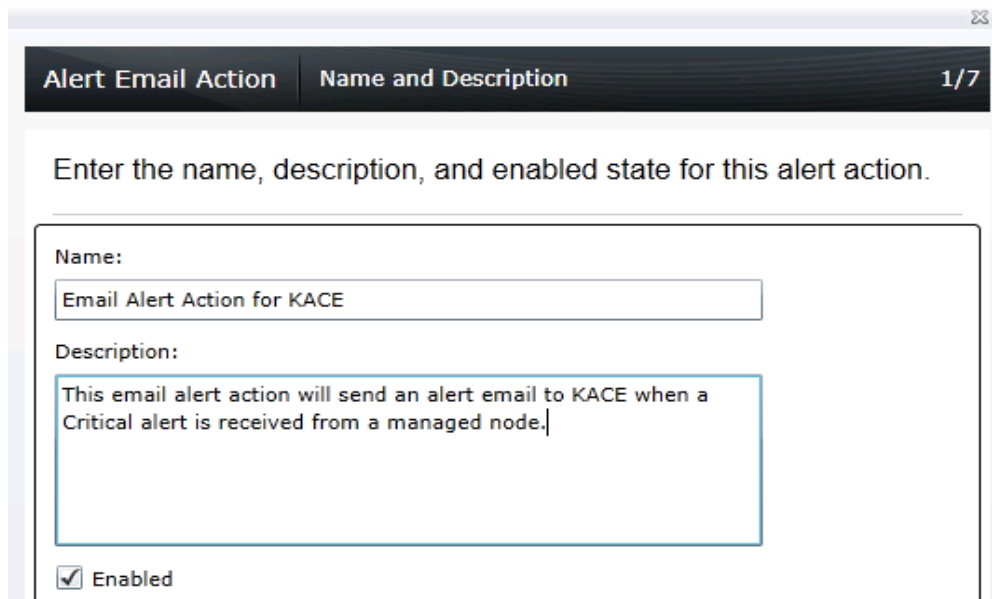 Alert Email Action Name and Description 1/7
Enter the name, description, and enabled state for this alert action.
Name:
Email Alert Action for KACE
Description:
This email alert action will send an alert email to KACE when a
Critical alert is received from a managed node.
Enabled